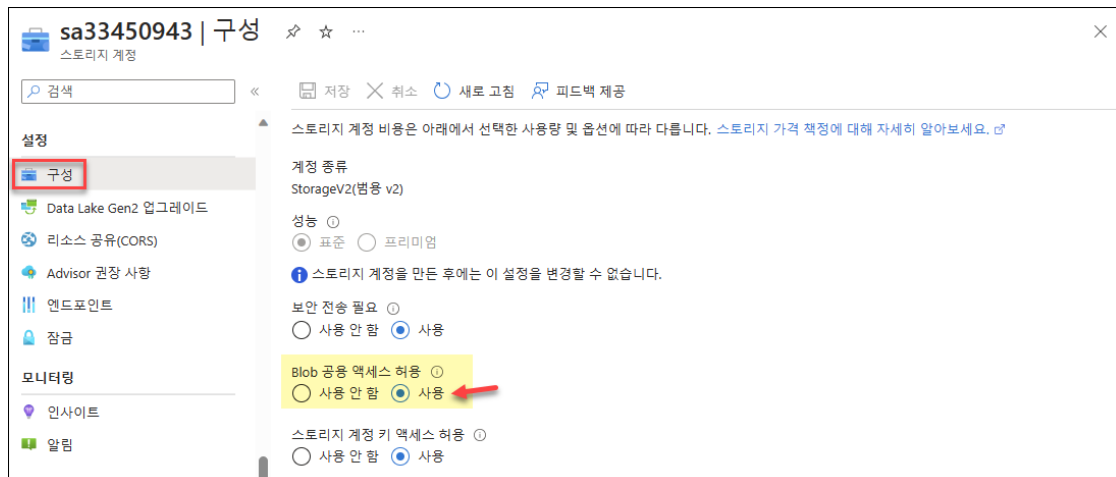 sa33450943 | 구성
스토리지 계정
검색
저장 취소 새로 고침 피드백 제공
설정
구성
Data Lake Gen2 업그레이드
리소스 공유(CORS)
Advisor 권장 사항
엔드포인트
잠금
모니터링
인사이트
알림
스토리지 계정 비용은 아래에서 선택한 사용량 및 옵션에 따라 다릅니다. 스토리지 가격 책정에 대해 자세히 알아보세요.
계정 종류
StorageV2(범용 v2)
성능
표준 프리미엄
스토리지 계정을 만든 후에는 이 설정을 변경할 수 없습니다.
보안 전송 필요
사용 안 함 사용
Blob 공용 액세스 허용
사용 안 함 사용
스토리지 계정 키 액세스 허용
사용 안 함 사용